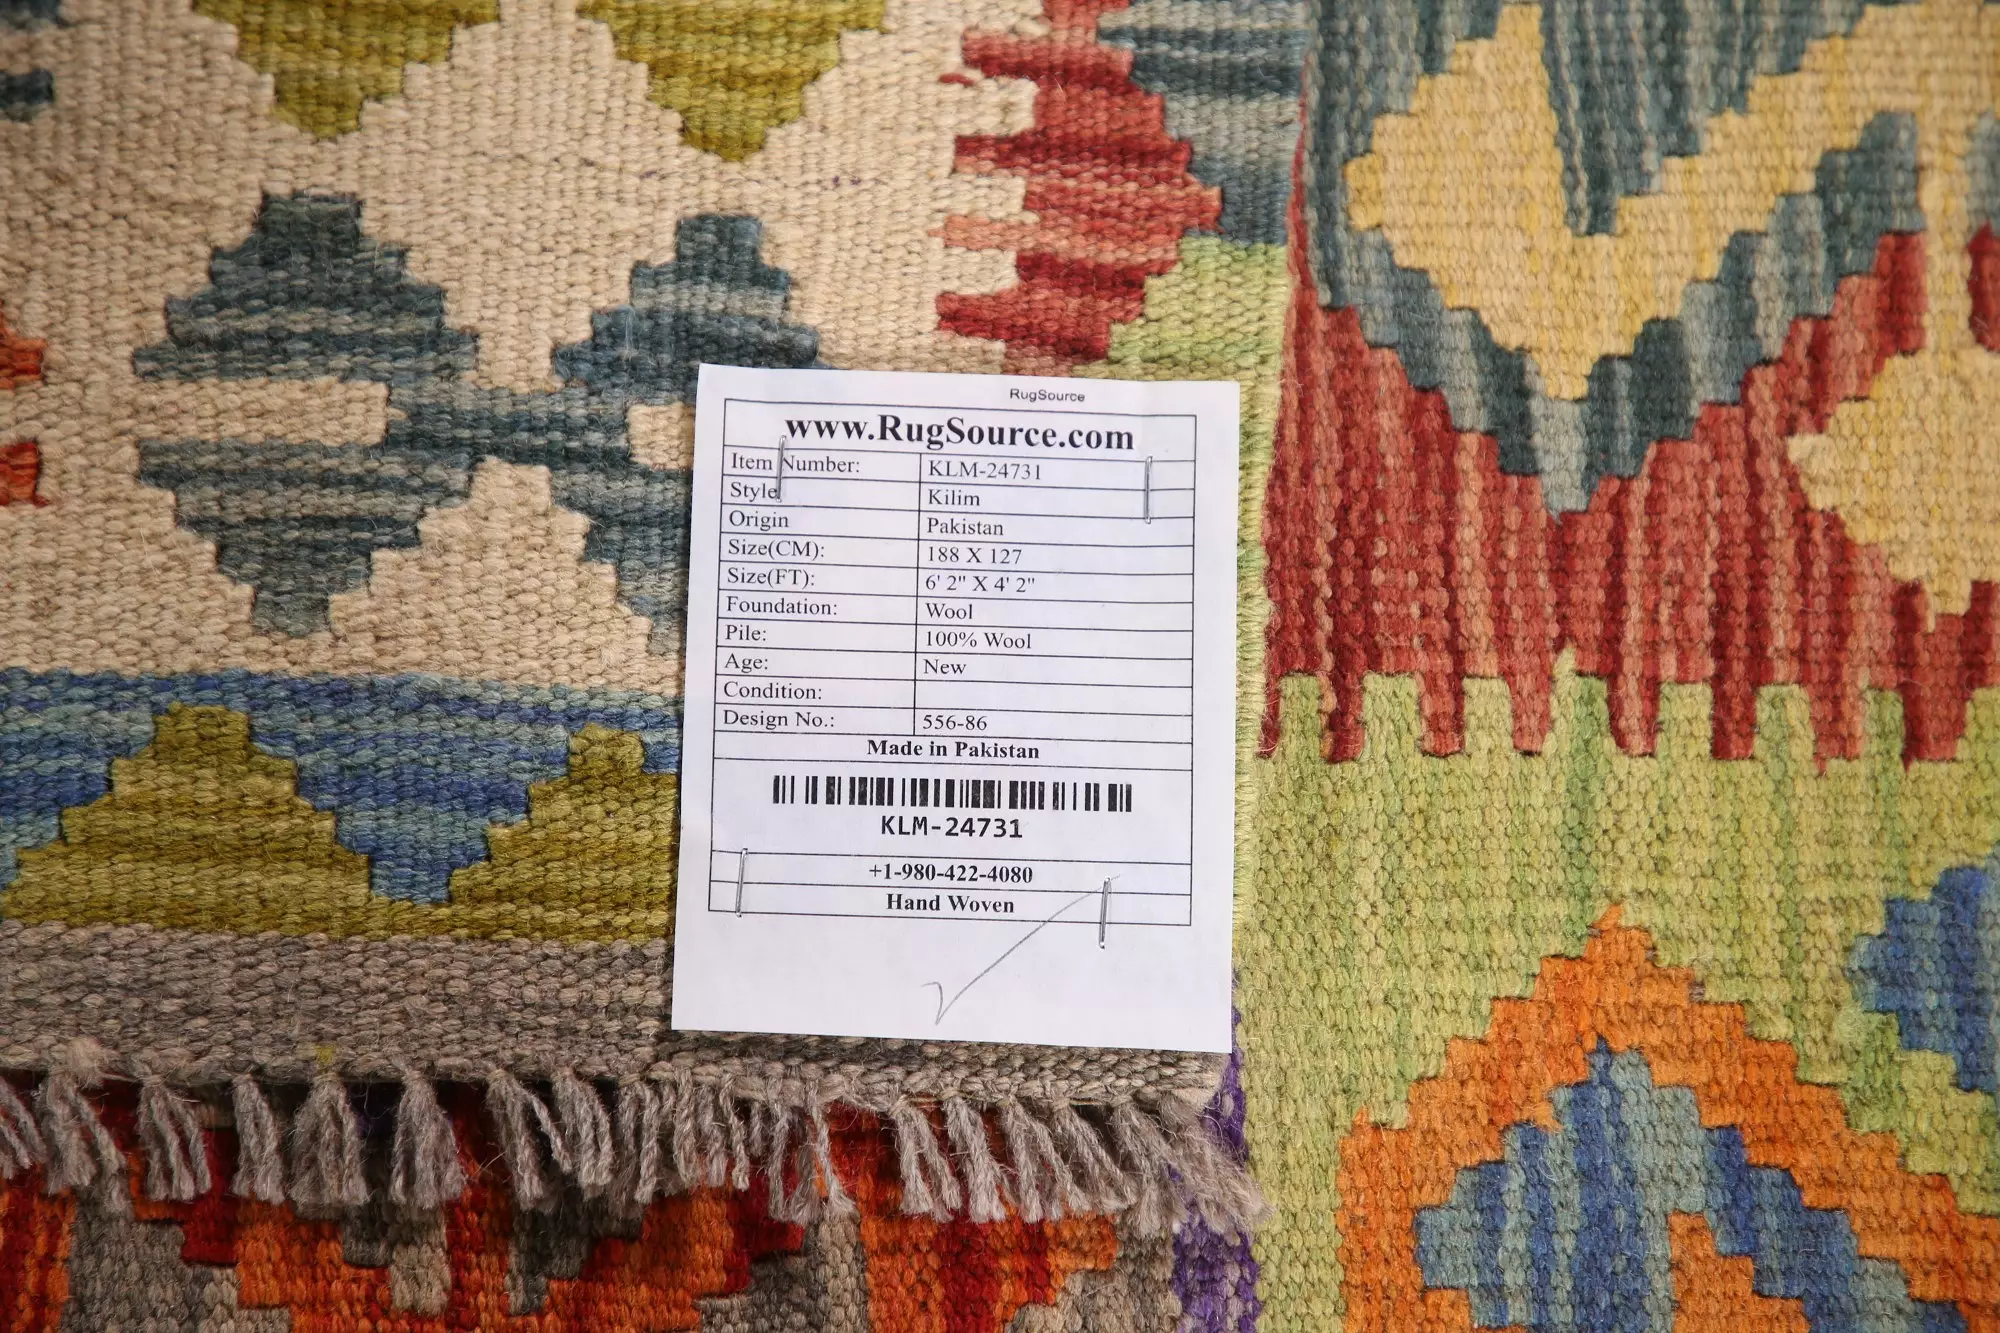 RugSource
www.RugSource.com
Item Number: KLM-24731
Style Kilim
Origin Pakistan
Size(CM): 188 X 127
Size(FT): 6' 2" X 4' 2"
Foundation: Wool
Pile: 100% Wool
Age: New
Condition:
Design No.: 556-86
Made in Pakistan
KLM-24731
+1-980-422-4080
Hand Woven